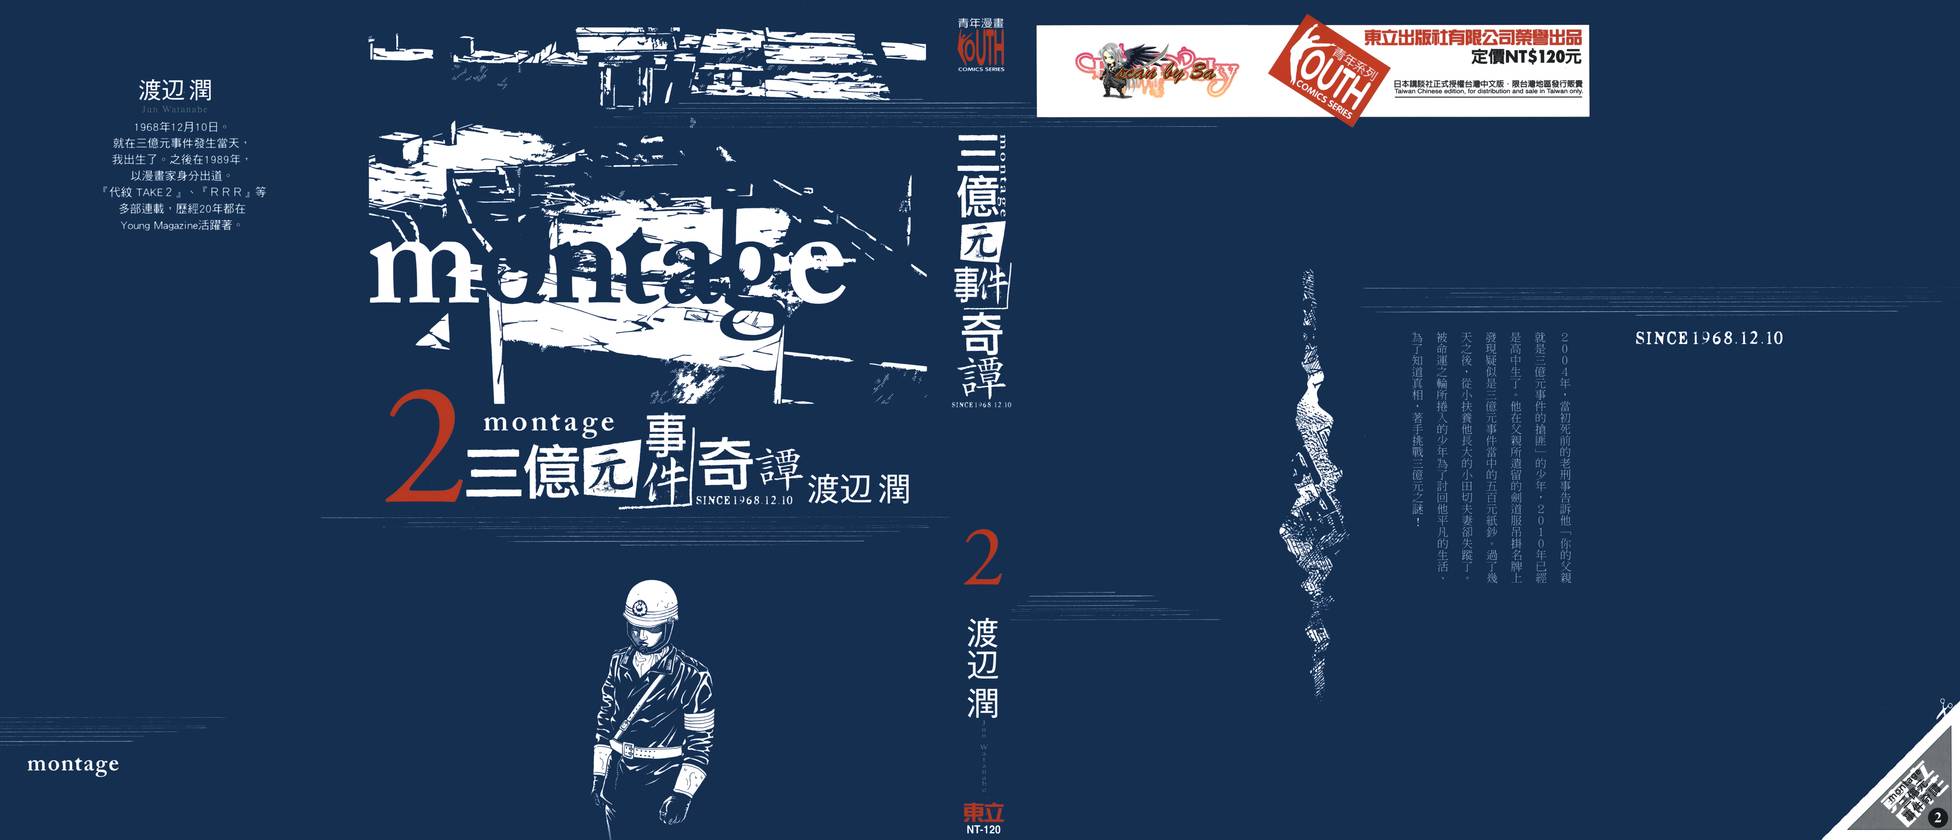 渡辺 潤
Jun Watanabe
1968年12月10日。
就在三億元事件發生當天，
我出生了。之後在1989年，
以漫畫家身分出道。
『代紋 TAKE２』、『ＲＲＲ』等
多部連載，歷經20年都在
Young Magazine活躍著。
montage
montage
2
montage
三億元事件奇譚
SINCE1968.12.10
渡辺 潤
青年漫畫
YOUTH
COMICS SERIES
三億元事件奇譚
montage
SINCE1968.12.10
2
渡辺 潤
Jun Watanabe
東立
NT-120
scan by 3a
青年系列
YOUTH
COMICS SERIES
東立出版社有限公司榮譽出品
定價NT$120元
日本講談社正式授權台灣中文版，限台灣地區發行販賣
Taiwan Chinese edition, for distribution and sale in Taiwan only.
SINCE1968.12.10
２００４年，當初死前的老刑事告訴他「你的父親
就是三億元事件的搶匪」的少年，２０１０年已經
是高中生了。他在父親所遺留的劍道服吊掛名牌上
發現疑似是三億元事件當中的五百元紙鈔。過了幾
天之後，從小扶養他長大的小田切夫妻卻失蹤了。
被命運之輪所捲入的少年為了討回他平凡的生活、
為了知道真相，著手挑戰三億元之謎！
montage
三億元
事件奇譚
2